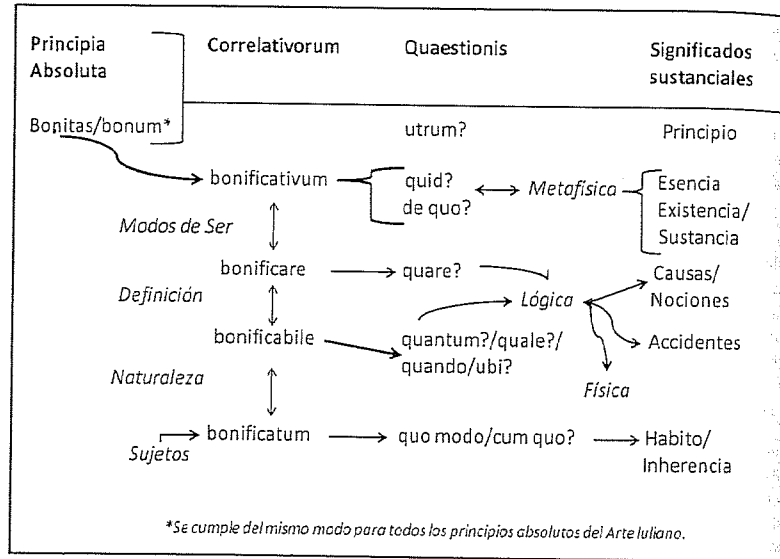 Principia Absoluta
Correlativorum
Quaestionis
Significados sustanciales
Bonitas/bonum*
utrum?
Principio
bonificativum
quid?
de quo?
Metafísica
Esencia
Existencia/
Sustancia
Modos de Ser
bonificare
quare?
Causas/
Nociones
Definición
Lógica
bonificabile
quantum?/quale?/
quando/ubi?
Accidentes
Naturaleza
Física
Sujetos
bonificatum
quo modo/cum quo?
Habito/
Inherencia
*Se cumple del mismo modo para todos los principios absolutos del Arte luliano.